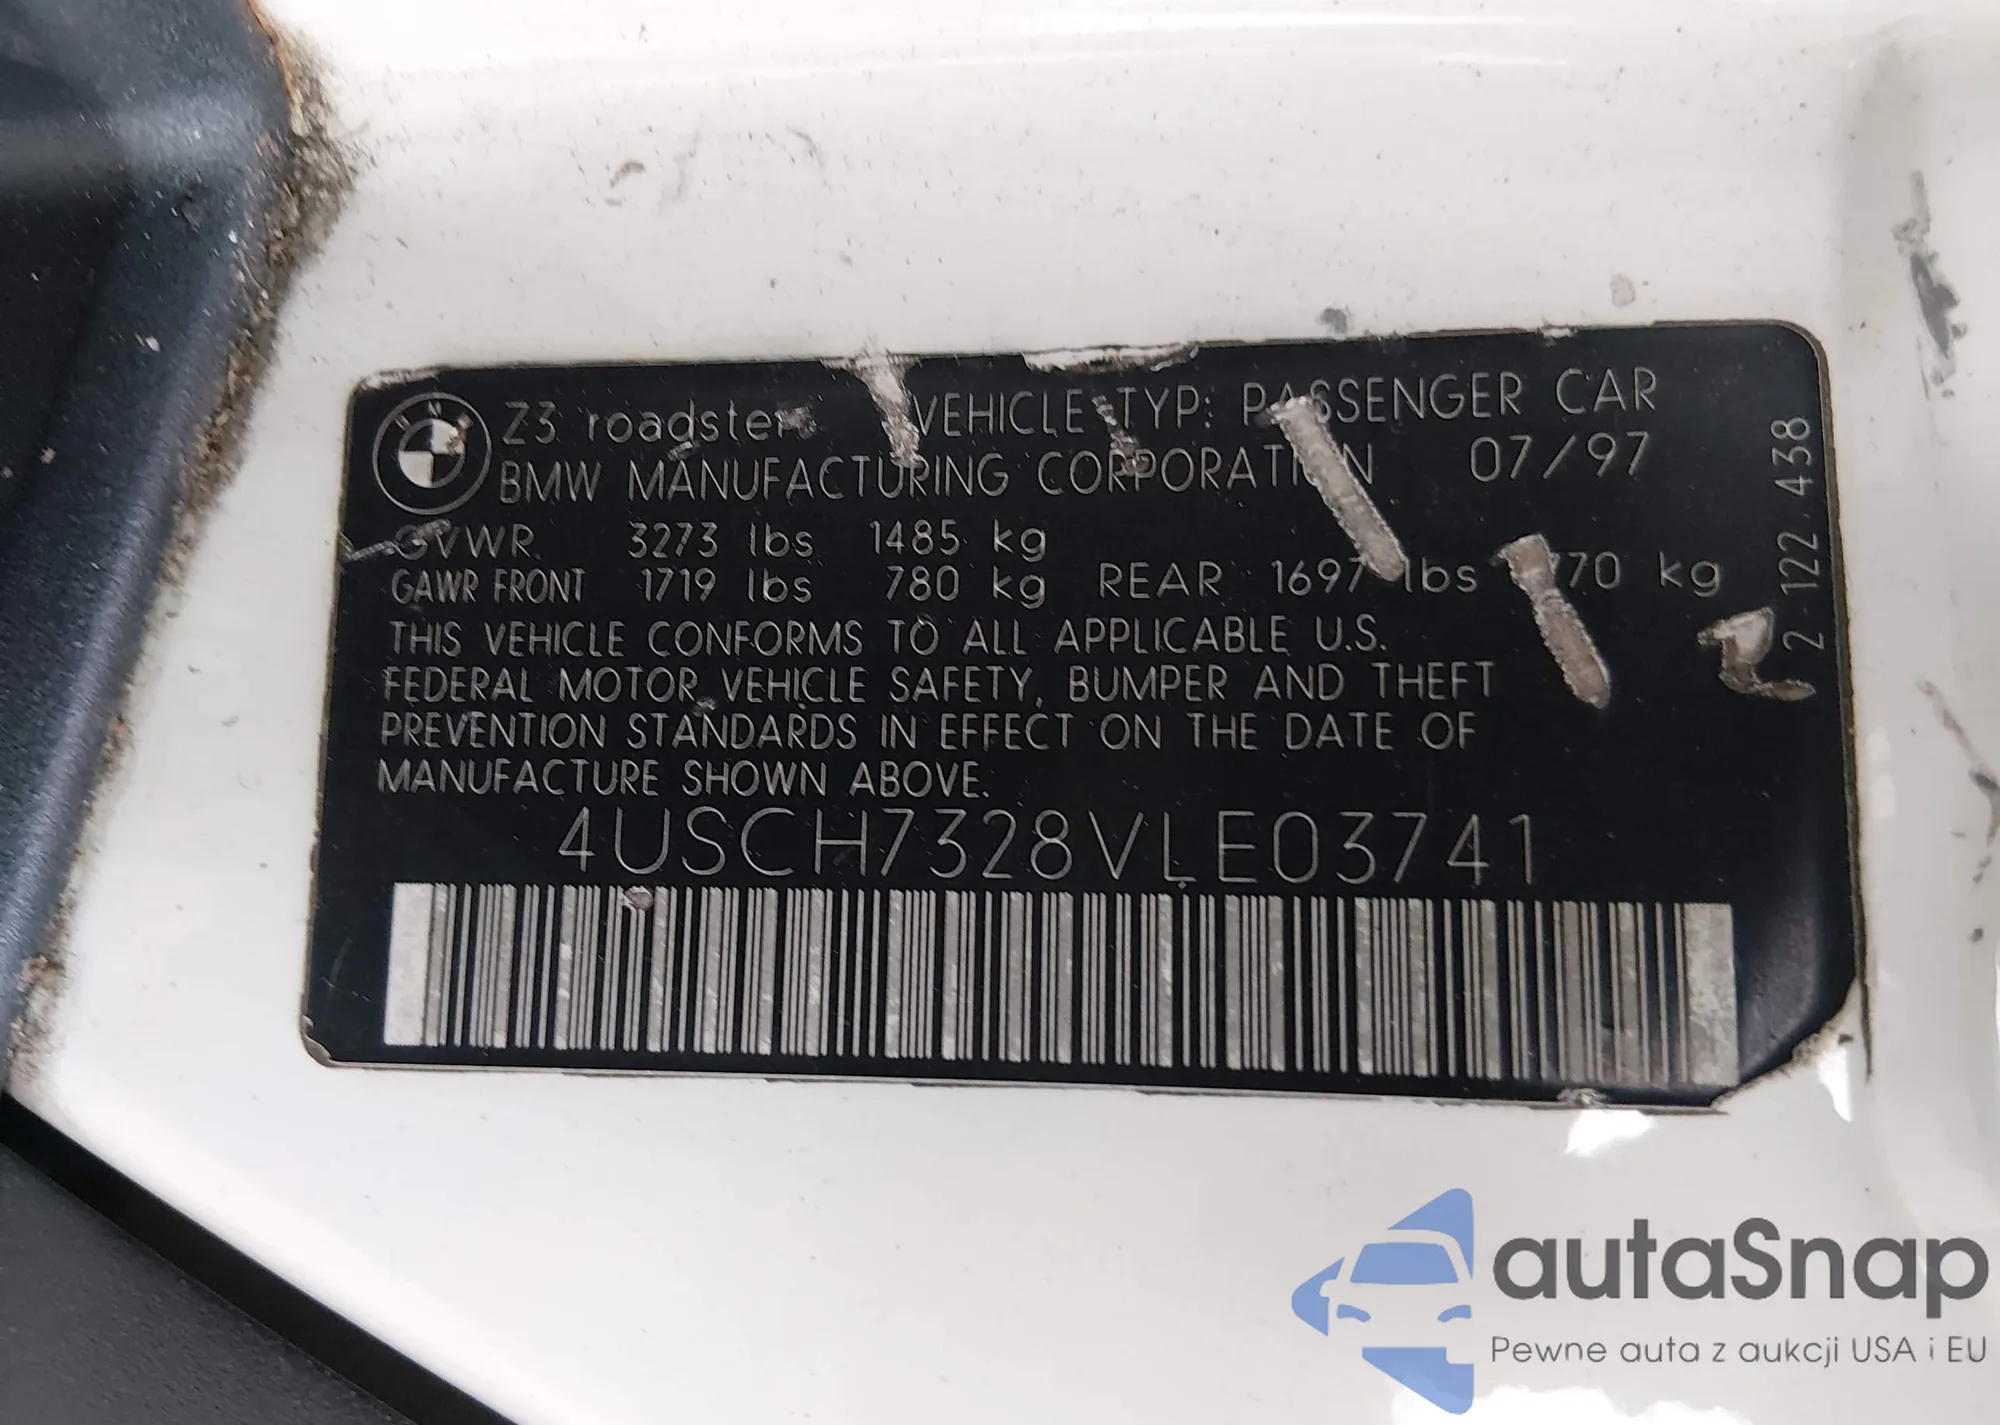 Z3 roadster VEHICLE TYP: PASSENGER CAR
BMW MANUFACTURING CORPORATION 07/97
GVWR 3273 lbs 1485 kg
GAWR FRONT 1719 lbs 780 kg REAR 1697 lbs 770 kg
THIS VEHICLE CONFORMS TO ALL APPLICABLE U.S.
FEDERAL MOTOR VEHICLE SAFETY, BUMPER AND THEFT
PREVENTION STANDARDS IN EFFECT ON THE DATE OF
MANUFACTURE SHOWN ABOVE.
4USCH7328VLE03741
2 122 438
autaSnap
Pewne auta z aukcji USA i EU